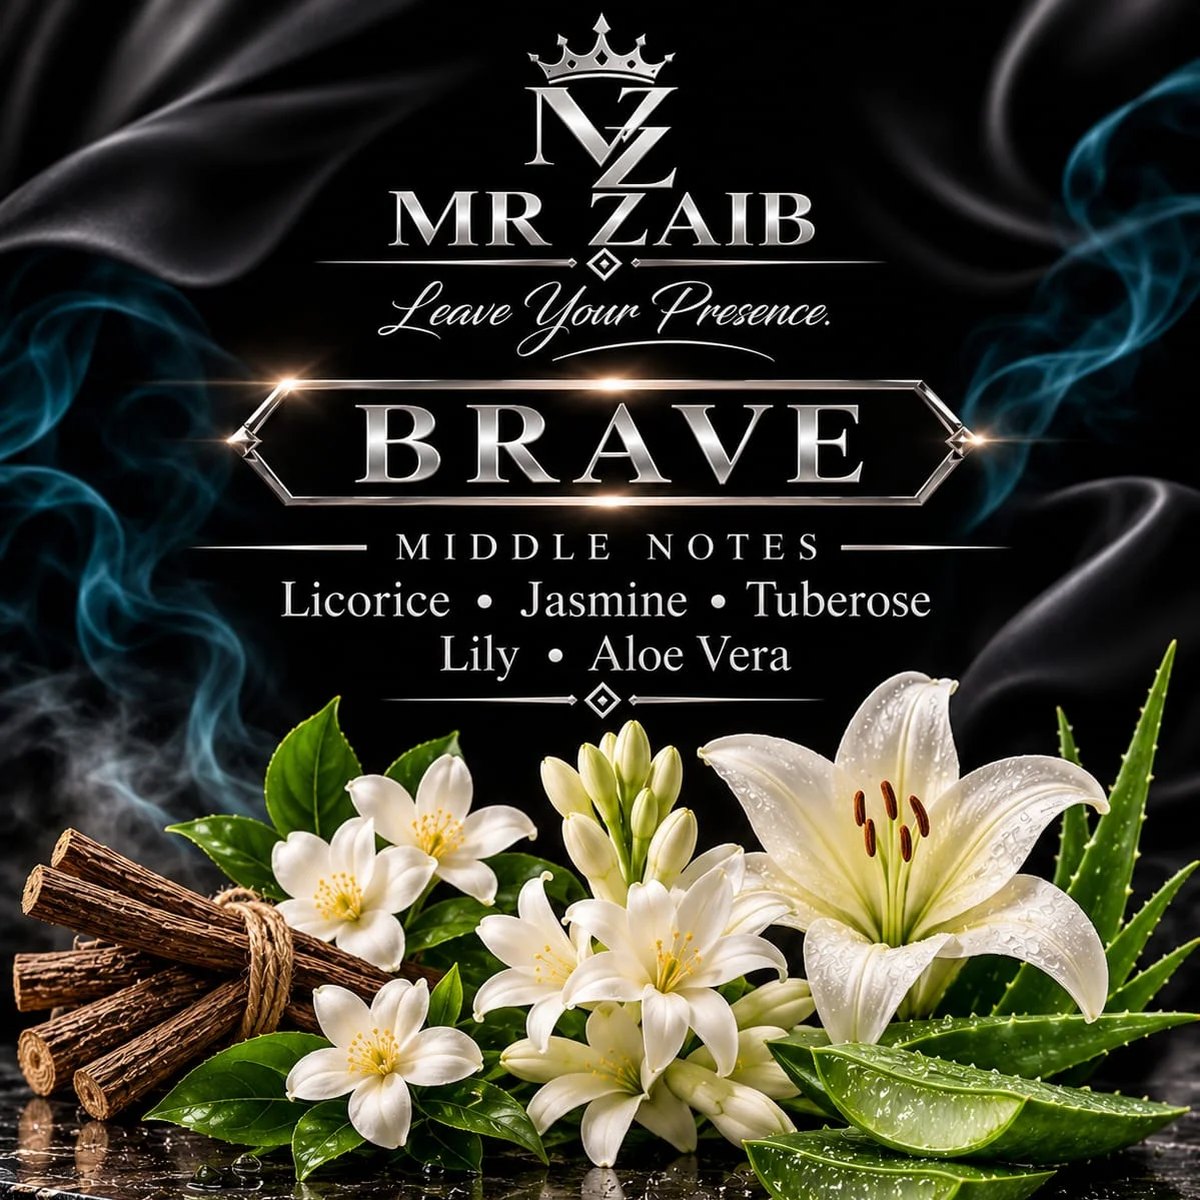 MZ
MR ZAIB
Leave Your Presence.
BRAVE
MIDDLE NOTES
Licorice • Jasmine • Tuberose
Lily • Aloe Vera